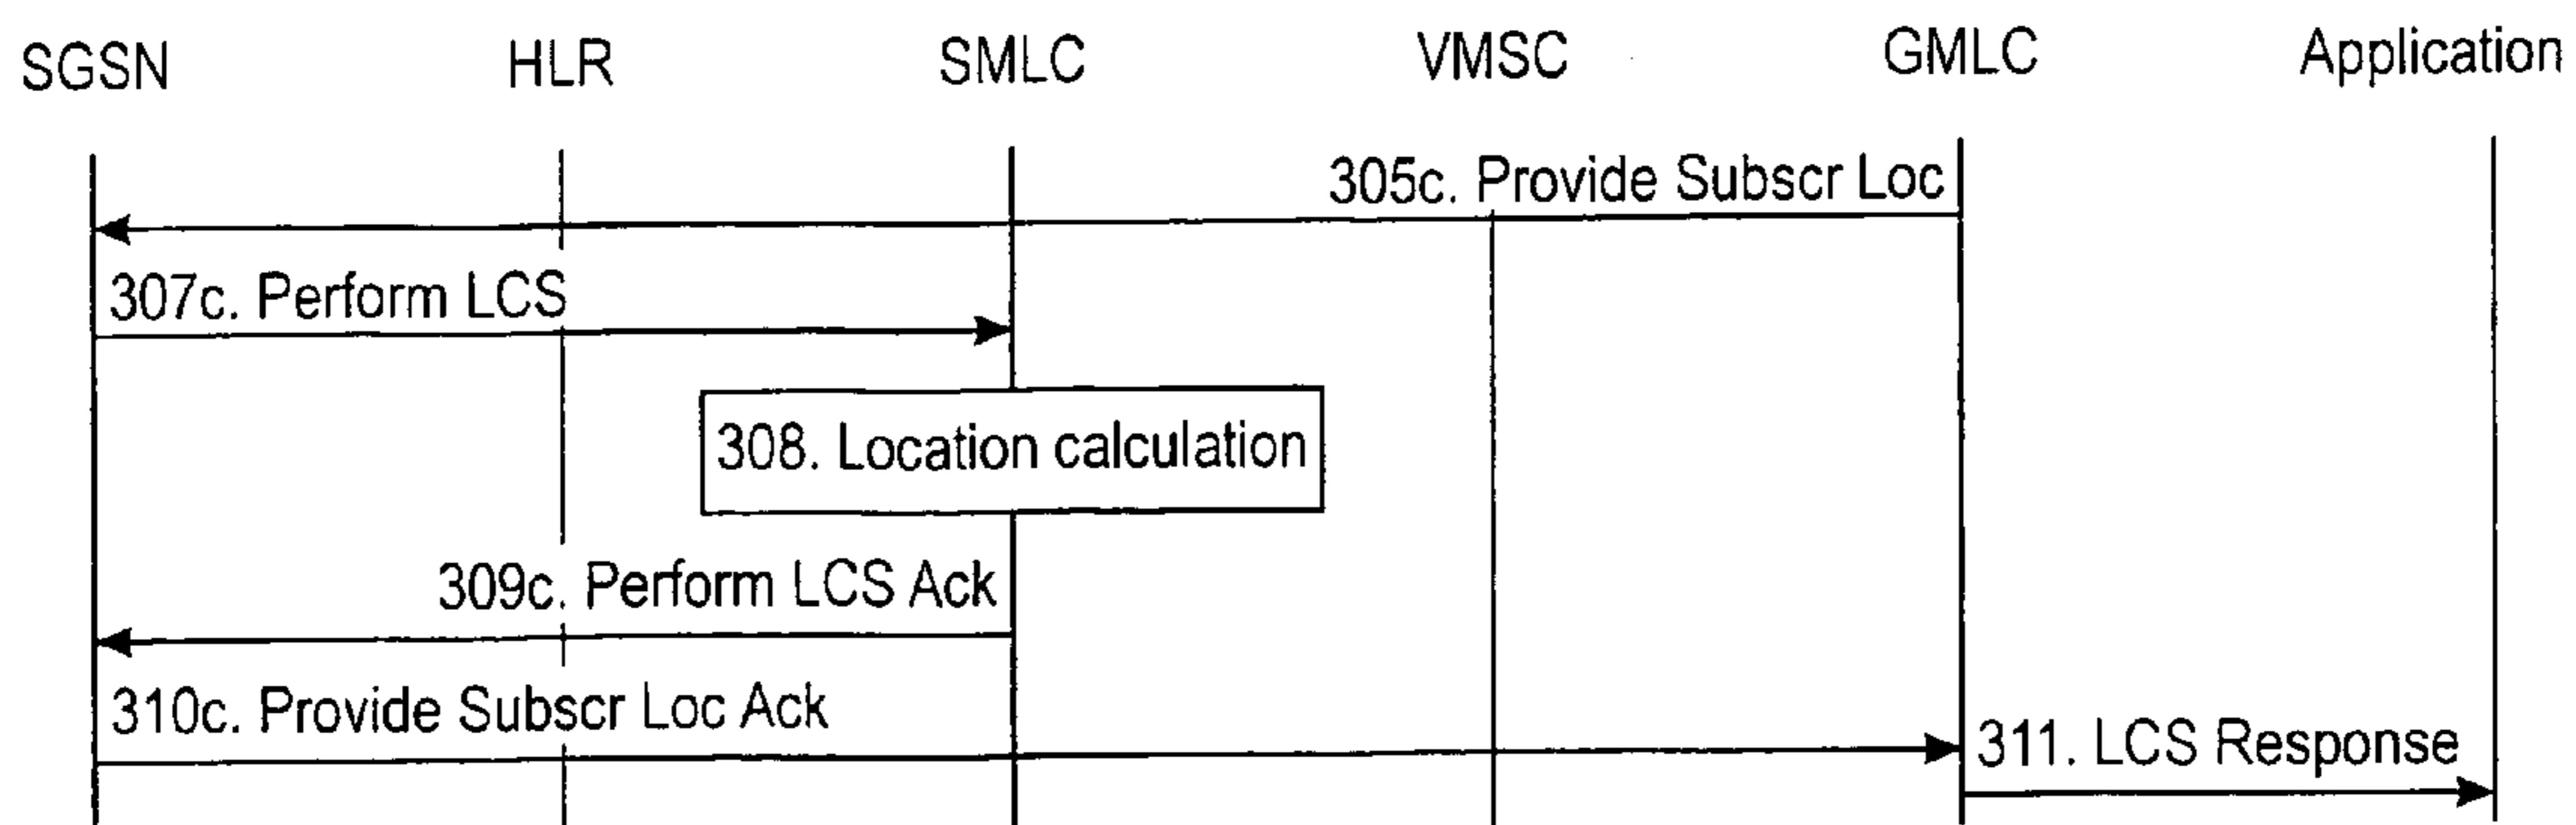 SGSN
HLR
SMLC
VMSC
GMLC
Application
305c. Provide Subscr Loc
307c. Perform LCS
308. Location calculation
309c. Perform LCS Ack
310c. Provide Subscr Loc Ack
311. LCS Response